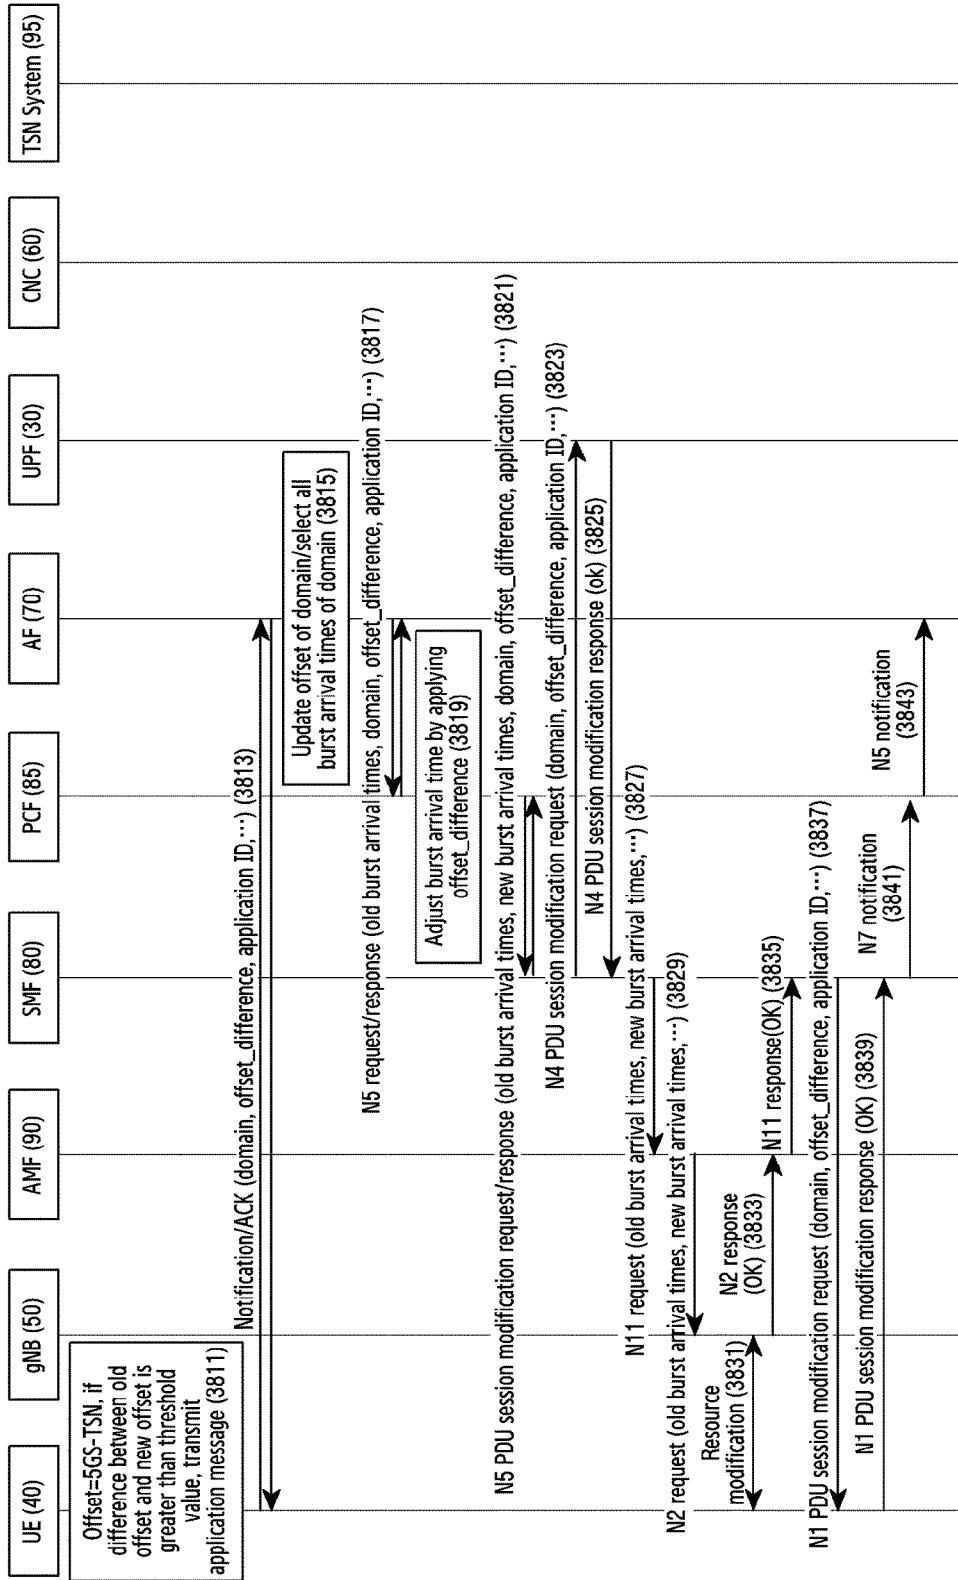 UE (40)
gNB (50)
AMF (90)
SMF (80)
PCF (85)
AF (70)
UPF (30)
CNC (60)
TSN System (95)
Offset=5GS-TSN, if
difference between old
offset and new offset is
greater than threshold
value, transmit
application message (3811)
Notification/ACK (domain, offset_difference, application ID,⋯) (3813)
Update offset of domain/select all
burst arrival times of domain (3815)
N5 request/response (old burst arrival times, domain, offset_difference, application ID,⋯) (3817)
Adjust burst arrival time by applying
offset_difference (3819)
N5 PDU session modification request/response (old burst arrival times, new burst arrival times, domain, offset_difference, application ID,⋯) (3821)
N4 PDU session modification request (domain, offset_difference, application ID,⋯) (3823)
N4 PDU session modification response (ok) (3825)
N11 request (old burst arrival times, new burst arrival times,⋯) (3827)
N2 request (old burst arrival times, new burst arrival times,⋯) (3829)
Resource
modification (3831)
N2 response
(OK) (3833)
N11 response(OK) (3835)
N1 PDU session modification request (domain, offset_difference, application ID,⋯) (3837)
N1 PDU session modification response (OK) (3839)
N7 notification
(3841)
N5 notification
(3843)